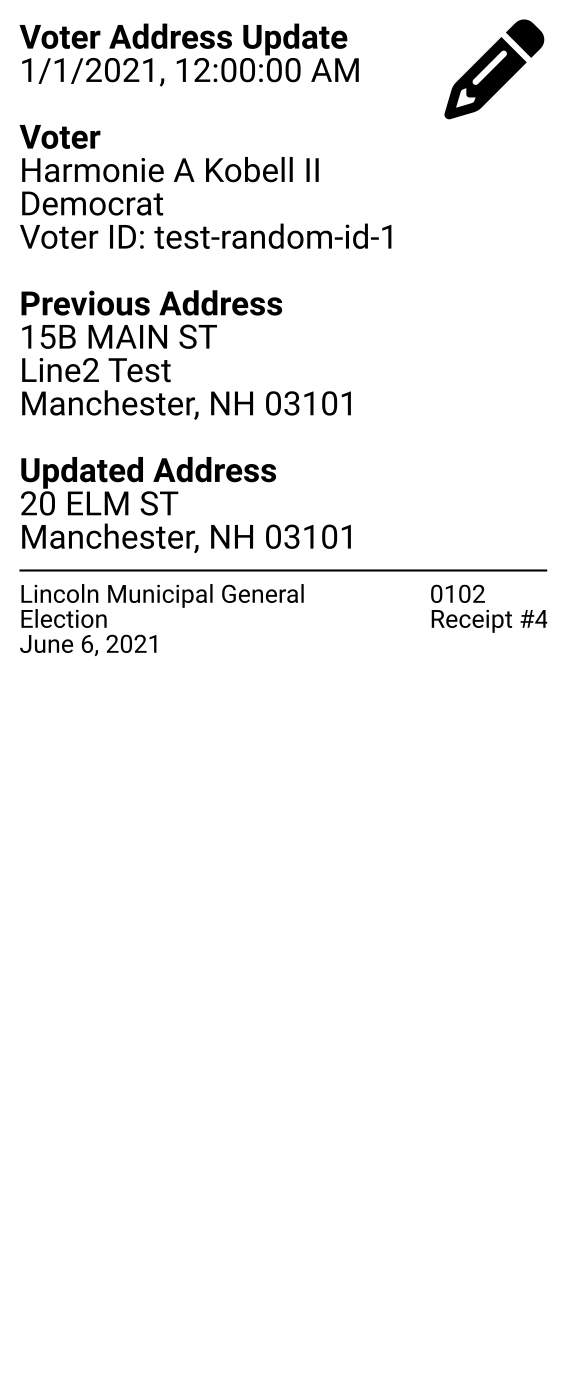 Voter Address Update
1/1/2021, 12:00:00 AM
Voter
Harmonie A Kobell II
Democrat
Voter ID: test-random-id-1
Previous Address
15B MAIN ST
Line2 Test
Manchester, NH 03101
Updated Address
20 ELM ST
Manchester, NH 03101
Lincoln Municipal General
Election
June 6, 2021
0102
Receipt #4